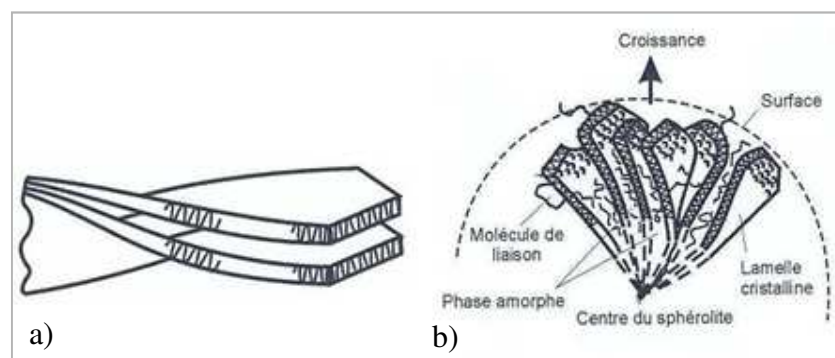 Croissance
Surface
Molécule de
liaison
Phase amorphe
Lamelle
cristalline
Centre du sphérolite
a)
b)